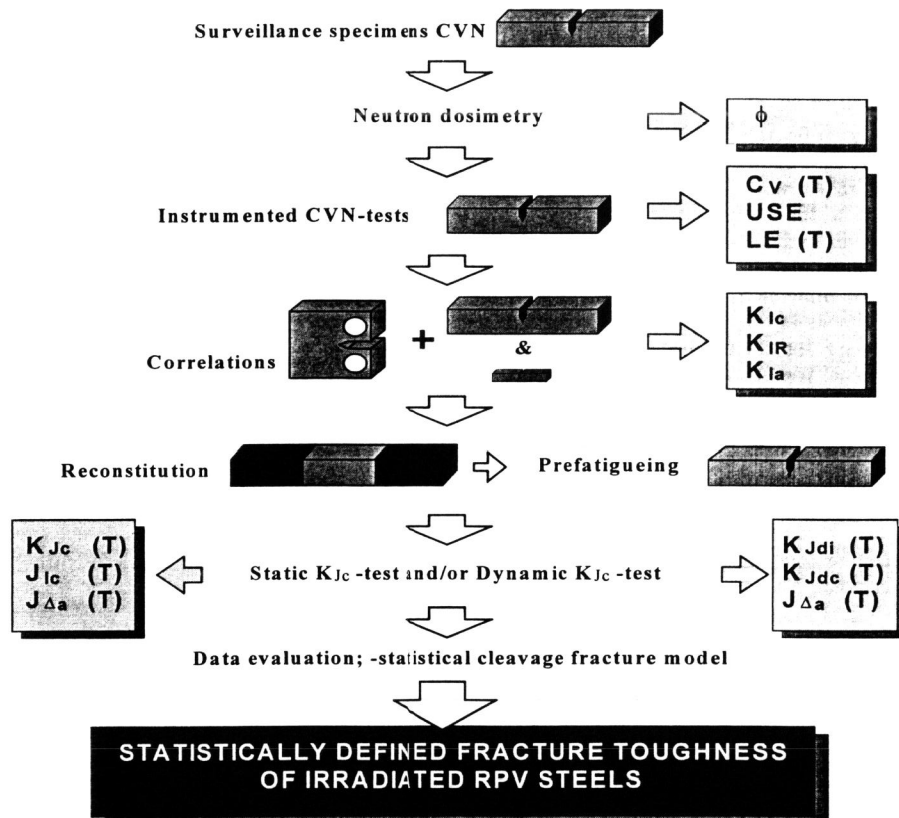 Surveillance specimens CVN
Neutron dosimetry
ϕ
Instrumented CVN-tests
Cv (T)
USE
LE (T)
Correlations
+
&
KIc
KIR
KIa
Reconstitution
Prefatigueing
KJc (T)
JIc (T)
JΔa (T)
Static KJc -test and/or Dynamic KJc -test
KJdi (T)
KJdc (T)
JΔa (T)
Data evaluation; -statistical cleavage fracture model
STATISTICALLY DEFINED FRACTURE TOUGHNESS
OF IRRADIATED RPV STEELS